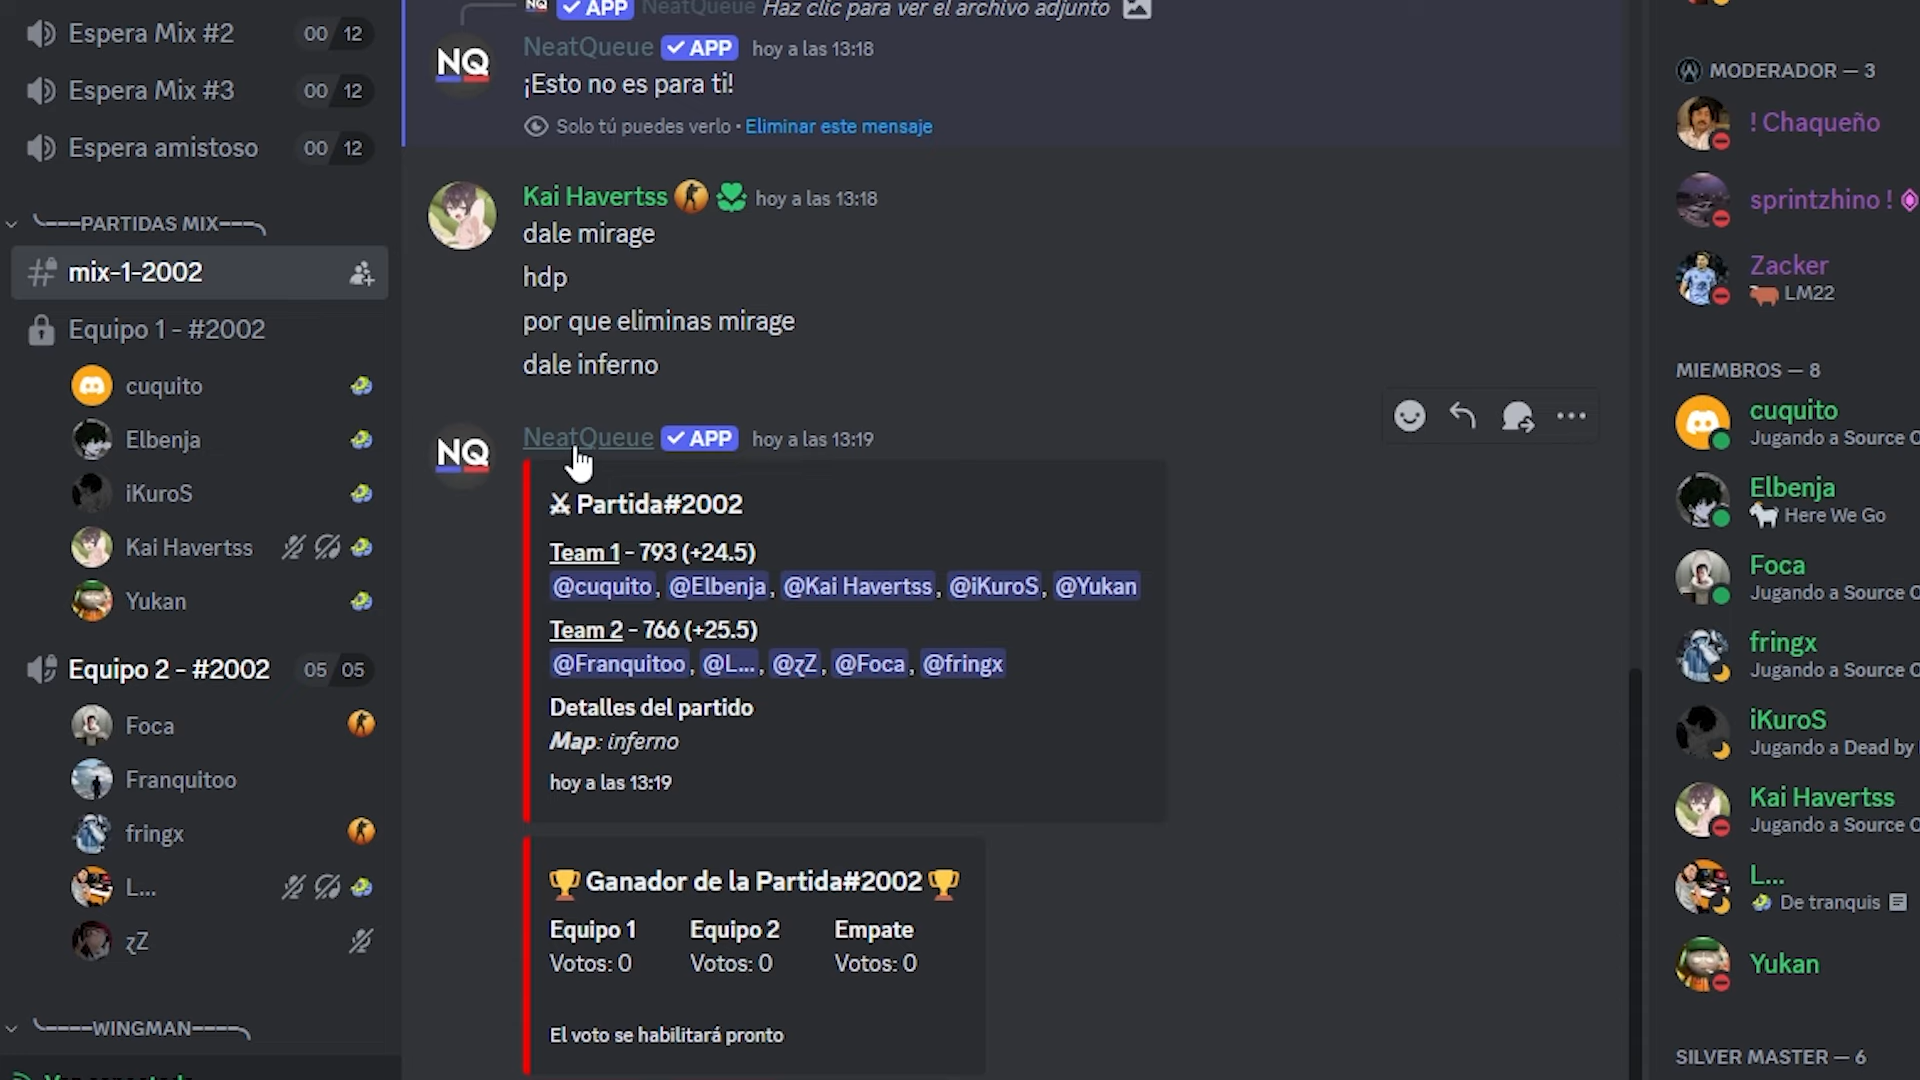 Espera Mix #2 00 12
Espera Mix #3 00 12
Espera amistoso 00 12
PARTIDAS MIX
mix-1-2002
Equipo 1 - #2002
cuquito
Elbenja
iKuroS
Kai Havertss
Yukan
Equipo 2 - #2002 05 05
Foca
Franquitoo
fringx
L...
ɀZ
WINGMAN
NQ APP NeatQueue Haz clic para ver el archivo adjunto
NQ
NeatQueue APP hoy a las 13:18
¡Esto no es para ti!
Solo tú puedes verlo • Eliminar este mensaje
Kai Havertss hoy a las 13:18
dale mirage
hdp
por que eliminas mirage
dale inferno
NQ
NeatQueue APP hoy a las 13:19
Partida#2002
Team 1 - 793 (+24.5)
@cuquito, @Elbenja, @Kai Havertss, @iKuroS, @Yukan
Team 2 - 766 (+25.5)
@Franquitoo, @L..., @ɀZ, @Foca, @fringx
Detalles del partido
Map: inferno
hoy a las 13:19
Ganador de la Partida#2002
Equipo 1 Equipo 2 Empate
Votos: 0 Votos: 0 Votos: 0
El voto se habilitará pronto
MODERADOR — 3
! Chaqueño
sprintzhino !
Zacker
LM22
MIEMBROS — 8
cuquito
Jugando a Source
Elbenja
Here We Go
Foca
Jugando a Source
fringx
Jugando a Source
iKuroS
Jugando a Dead by
Kai Havertss
Jugando a Source
L...
De tranquis
Yukan
SILVER MASTER — 6